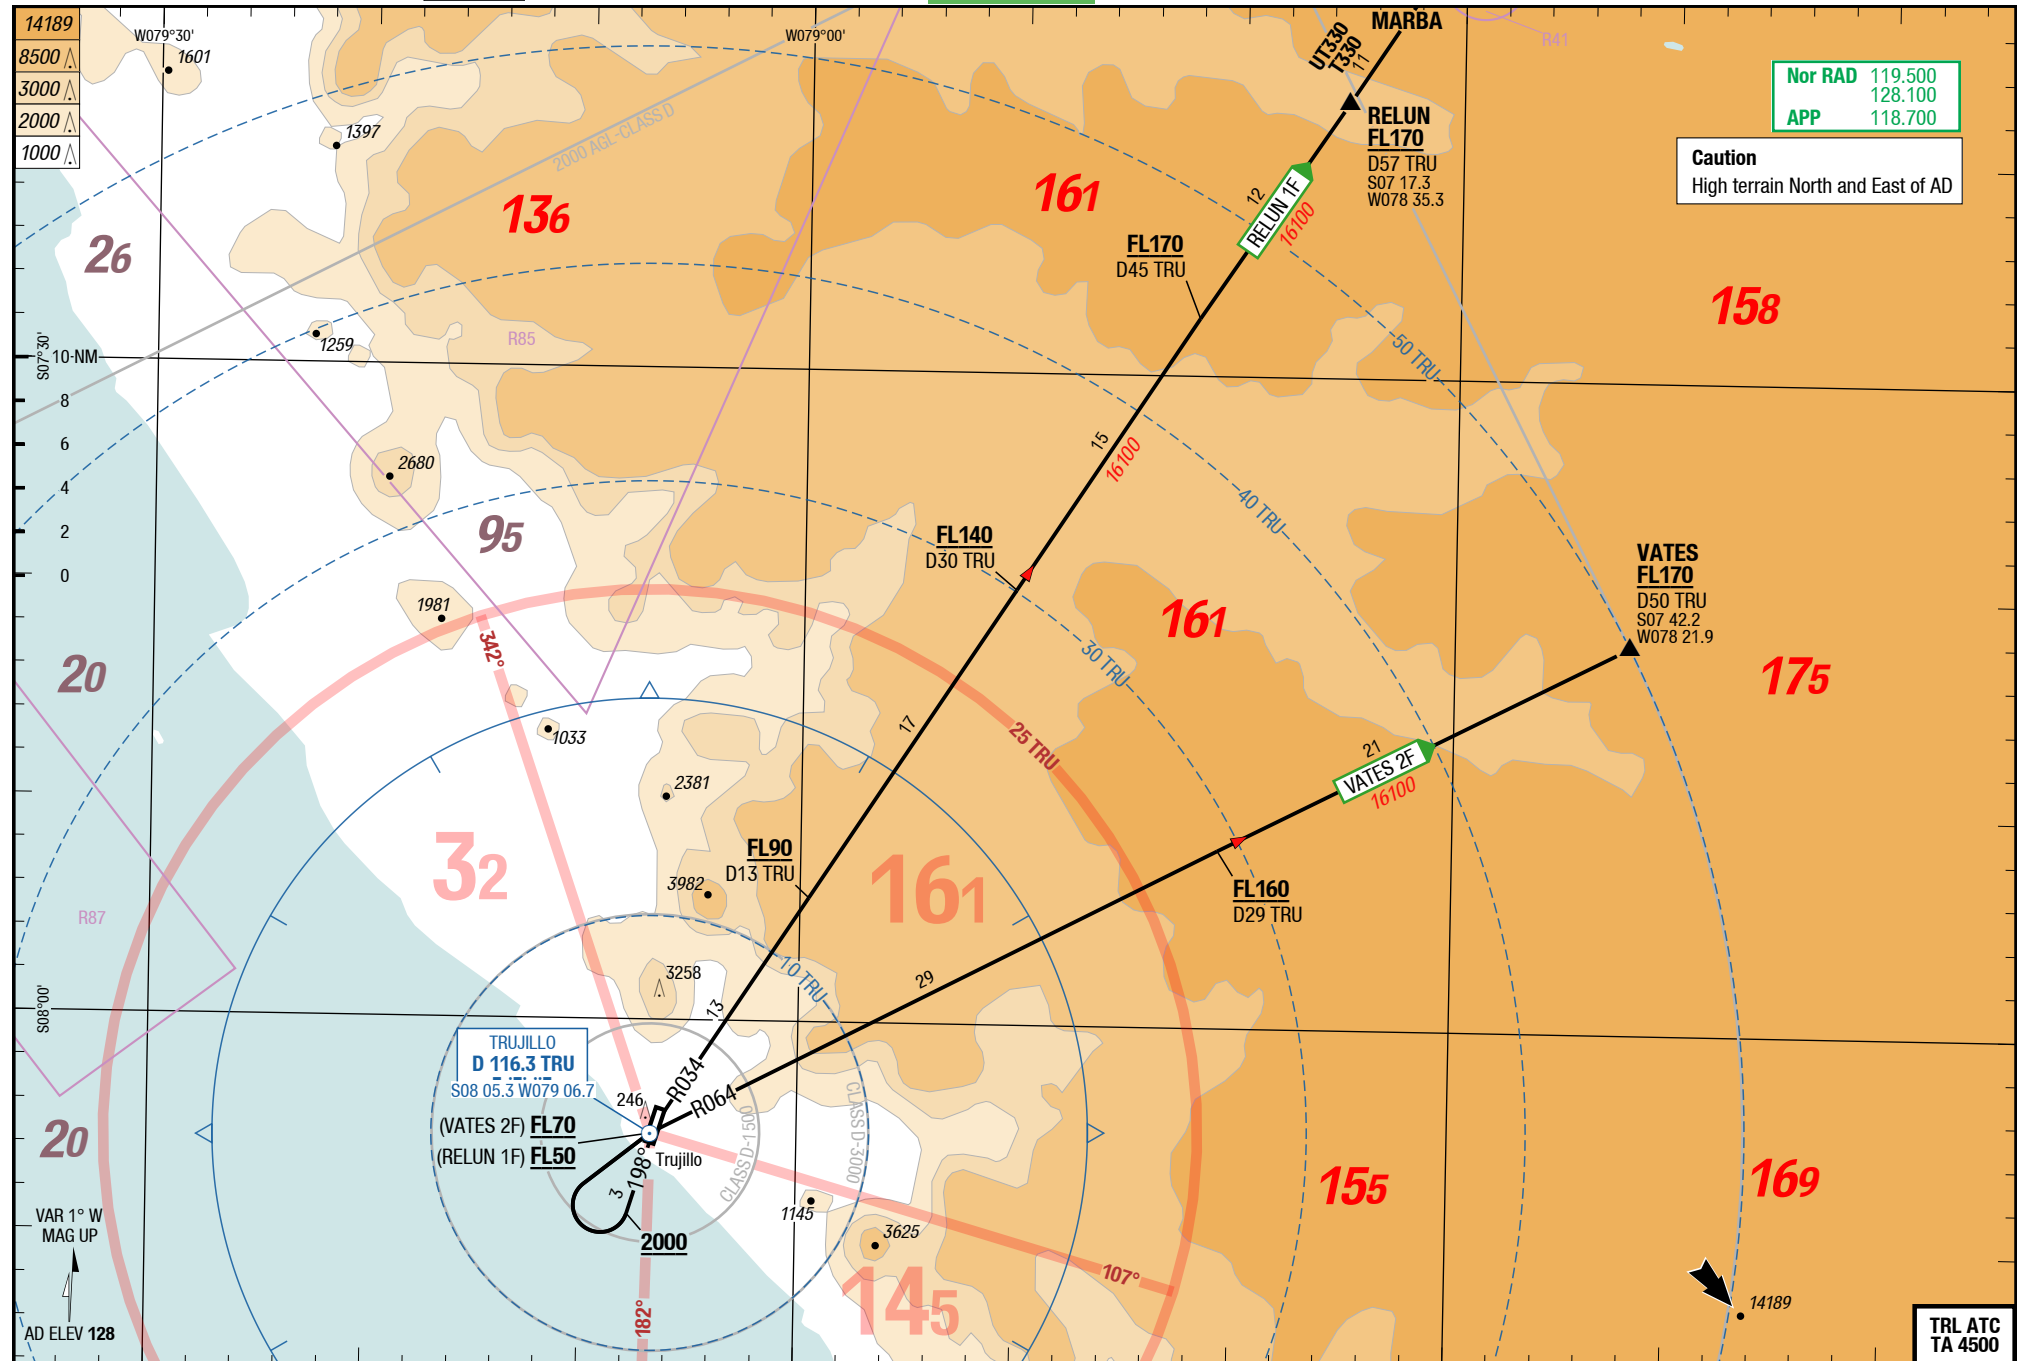 14189
8500
3000
2000
1000
W079°30'
W079°00'
1601
1397
2000 AGL-CLASS D
MARBA
UT330
T330
11
R41
Nor RAD 119.500
128.100
APP 118.700
Caution
High terrain North and East of AD
RELUN
FL170
D57 TRU
S07 17.3
W078 35.3
12
RELUN 1F
16100
136
161
26
FL170
D45 TRU
158
1259
R85
S07°30'
10-NM
8
6
4
2
0
50 TRU
15
16100
2680
95
40 TRU
FL140
D30 TRU
VATES
FL170
D50 TRU
S07 42.2
W078 21.9
1981
342°
161
30 TRU
20
175
1033
17
25 TRU
2381
21
VATES 2F
16100
FL90
D13 TRU
32
3982
161
FL160
D29 TRU
R87
3258
10 TRU
29
13
S08°00'
TRUJILLO
D 116.3 TRU
S08 05.3 W079 06.7
R034
R064
246
(VATES 2F) FL70
(RELUN 1F) FL50
Trujillo
198°
3
CLASS D-1500
CLASS D-3000
20
1145
155
169
2000
3625
VAR 1° W
MAG UP
107°
145
182°
14189
AD ELEV 128
TRL ATC
TA 4500